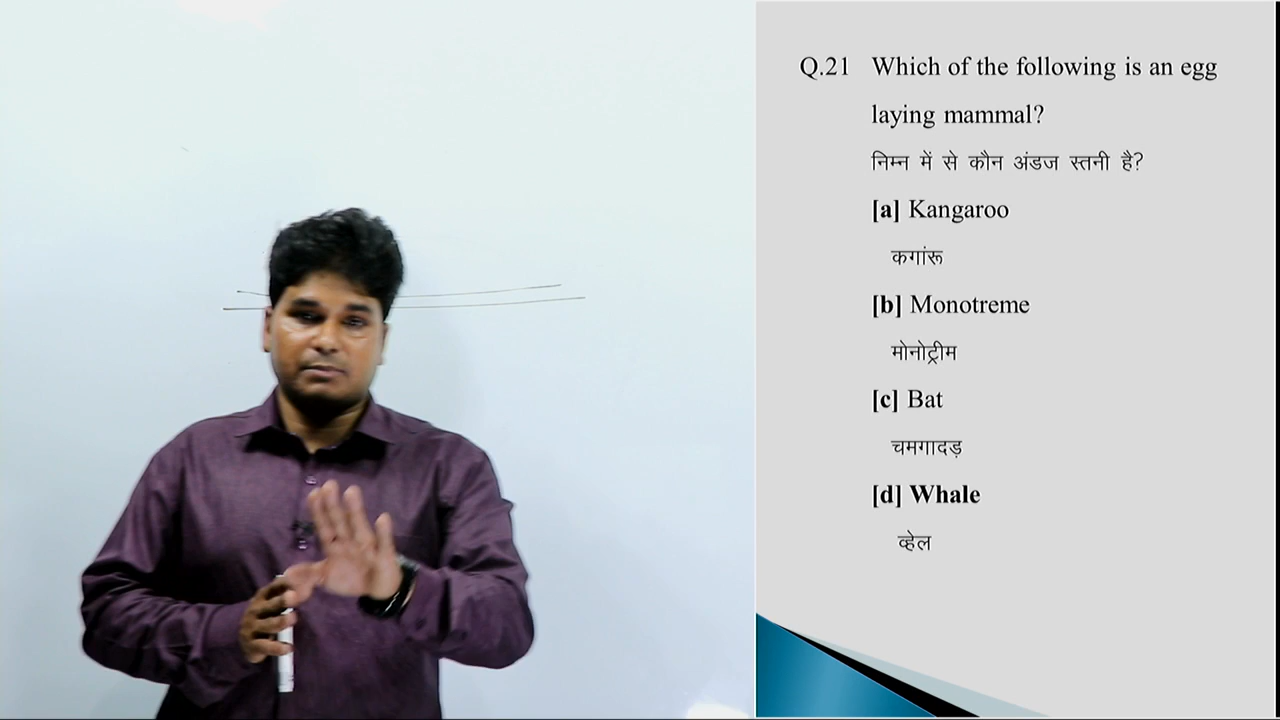 Q.21 Which of the following is an egg
laying mammal?
निम्न में से कौन अंडज स्तनी है?
[a] Kangaroo
कगांरू
[b] Monotreme
मोनोट्रीम
[c] Bat
चमगादड़
[d] Whale
व्हेल